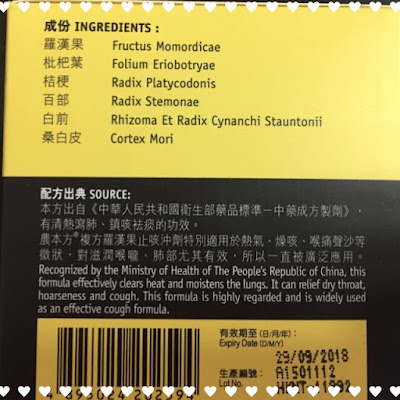 成份 INGREDIENTS :
羅漢果 Fructus Momordicae
枇杷葉 Folium Eriobotryae
桔梗 Radix Platycodonis
百部 Radix Stemonae
白前 Rhizoma Et Radix Cynanchi Stauntonii
桑白皮 Cortex Mori
配方出典 SOURCE:
本方出自《中華人民共和國衛生部藥品標準－中藥成方製劑》，
有清熱瀉肺、鎮咳祛痰的功效。
農本方®複方羅漢果止咳沖劑特別適用於熱氣、燥咳、喉痛聲沙等
徵狀，對滋潤喉嚨、肺部尤其有效，所以一直被廣泛應用。
Recognized by the Ministry of Health of The People's Republic of China, this
formula effectively clears heat and moistens the lungs. It can relief dry throat,
hoarseness and cough. This formula is highly regarded and is widely used
as an effective cough formula.
有效期至 (日/月/年) :
Expiry Date (D/M/Y)
29/09/2018
生產編號 : A1501112
Lot No.